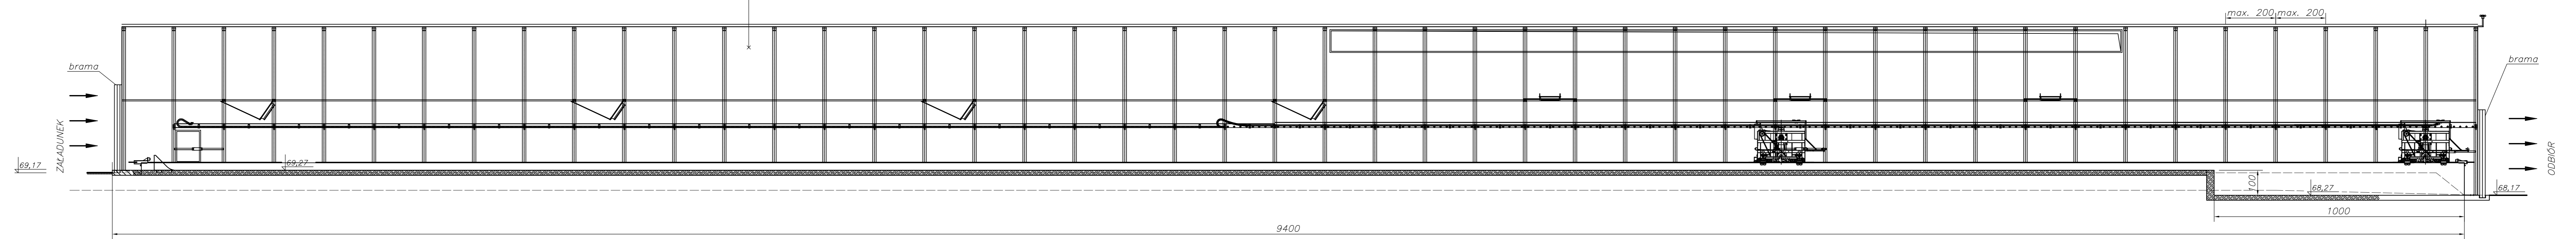 max. 200 max. 200
brama
brama
ZAŁADUNEK
ODBIÓR
69,17
69,27
100
68,27
68,17
1000
9400